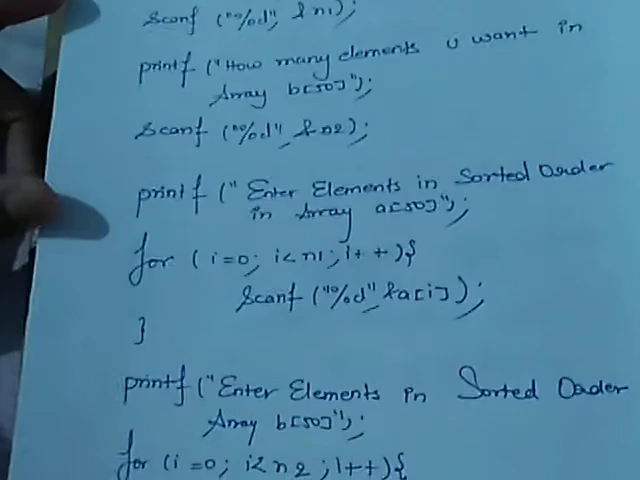 Scanf ("%d", &n1);
printf ("How many elements u want in
Array b[50]");
Scanf ("%d", &n2);
printf (" Enter Elements in Sorted Order
in Array a[50]");
for (i=0; i<n1; i++){
Scanf ("%d", &a[i]);
}
printf ("Enter Elements in Sorted Order
Array b[50]");
for (i=0; i<n2; i++){